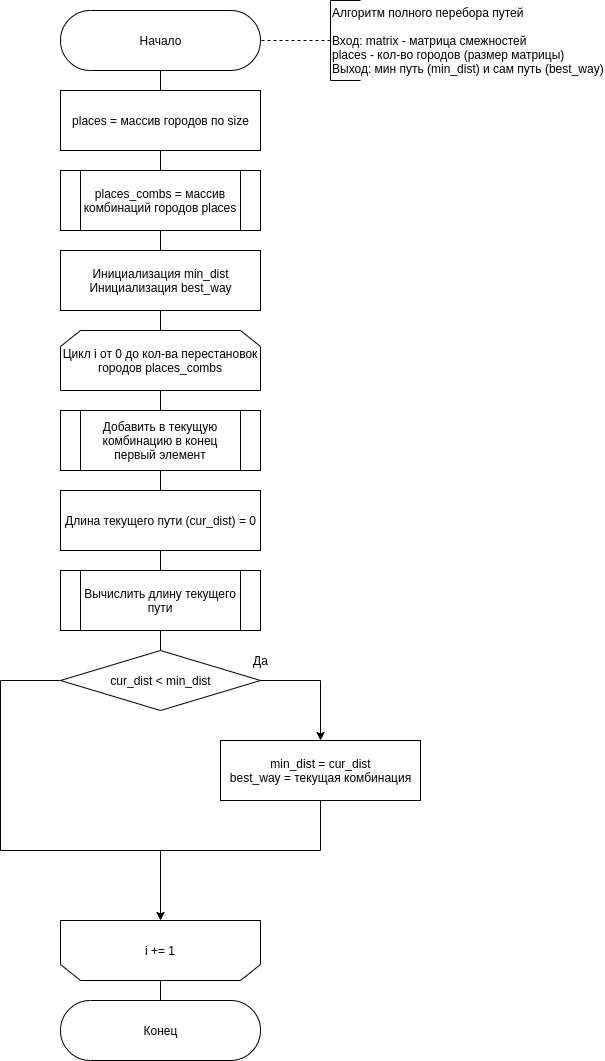 Начало
Алгоритм полного перебора путей
Вход: matrix - матрица смежностей
places - кол-во городов (размер матрицы)
Выход: мин путь (min_dist) и сам путь (best_way)
places = массив городов по size
places_combs = массив
комбинаций городов places
Инициализация min_dist
Инициализация best_way
Цикл i от 0 до кол-ва перестановок
городов places_combs
Добавить в текущую
комбинацию в конец
первый элемент
Длина текущего пути (cur_dist) = 0
Вычислить длину текущего
пути
Да
cur_dist < min_dist
min_dist = cur_dist
best_way = текущая комбинация
i += 1
Конец